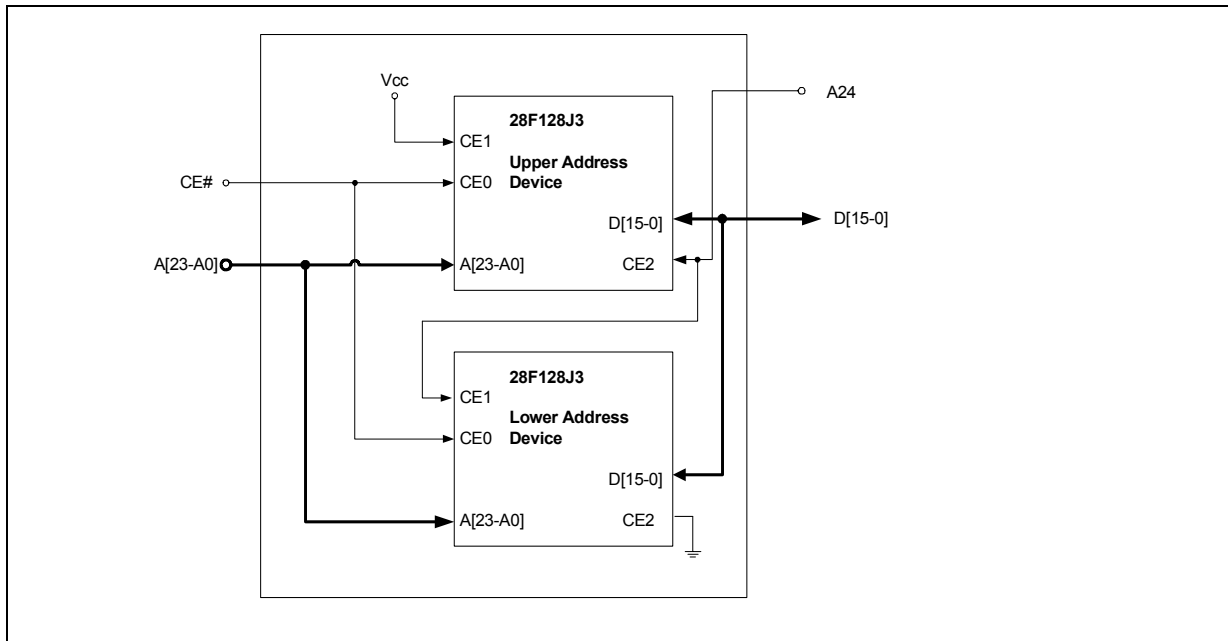 Vcc
A24
28F128J3
CE1
Upper Address
Device
CE#
CE0
D[15-0]
D[15-0]
A[23-A0]
A[23-A0]
CE2
28F128J3
CE1
Lower Address
Device
CE0
D[15-0]
A[23-A0]
CE2